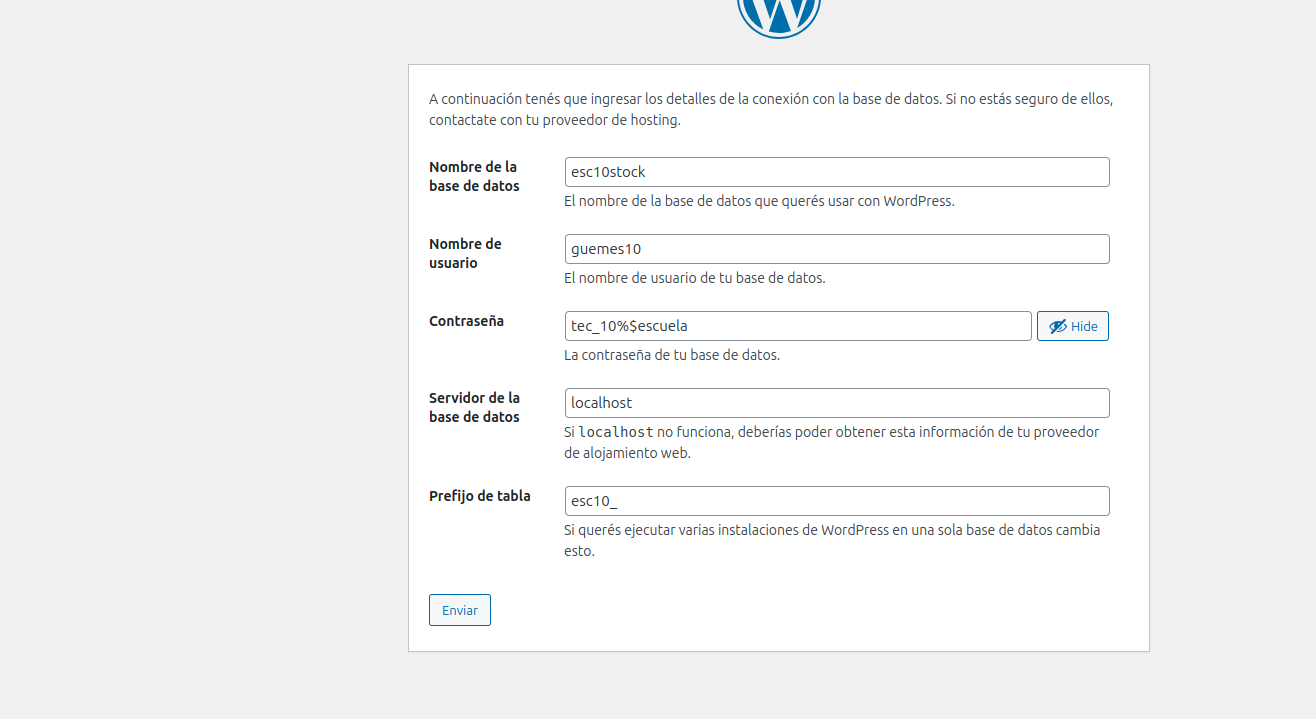 A continuación tenés que ingresar los detalles de la conexión con la base de datos. Si no estás seguro de ellos,
contactate con tu proveedor de hosting.
Nombre de la
base de datos
esc10stock
El nombre de la base de datos que querés usar con WordPress.
Nombre de
usuario
guemes10
El nombre de usuario de tu base de datos.
Contraseña
tec_10%$escuela
Hide
La contraseña de tu base de datos.
Servidor de la
base de datos
localhost
Si localhost no funciona, deberías poder obtener esta información de tu proveedor
de alojamiento web.
Prefijo de tabla
esc10_
Si querés ejecutar varias instalaciones de WordPress en una sola base de datos cambia
esto.
Enviar